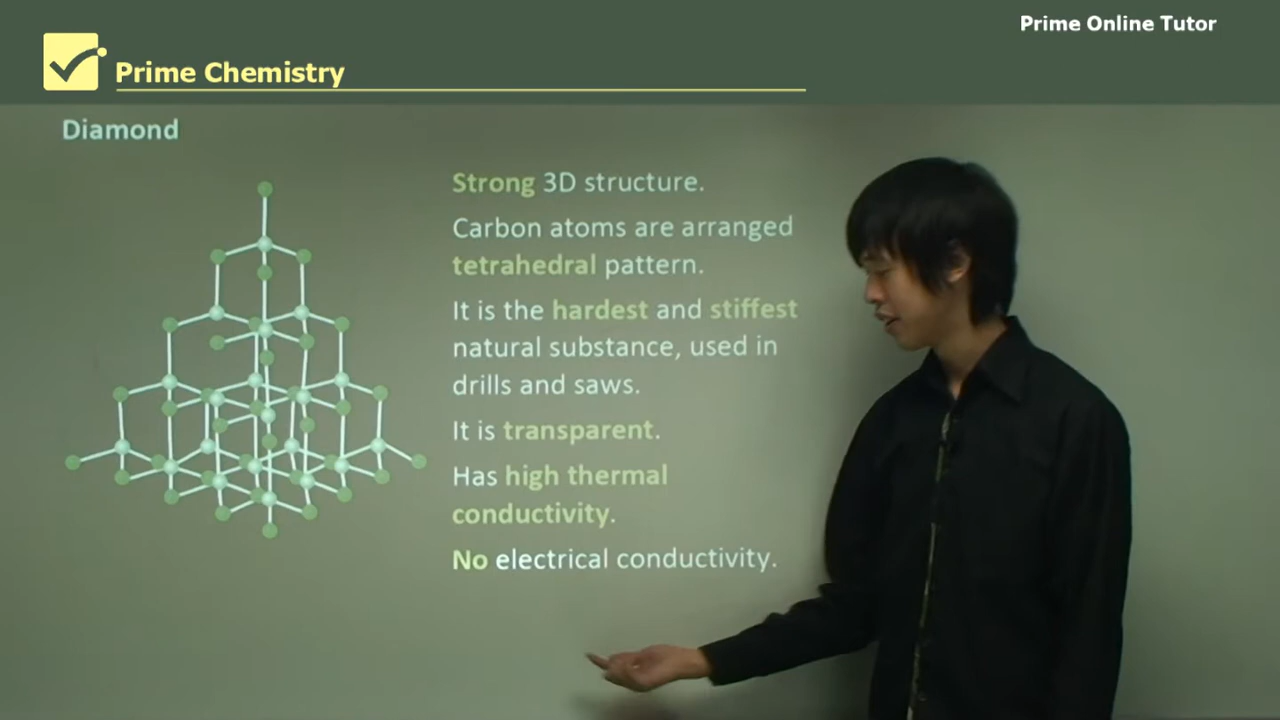 Prime Online Tutor
Prime Chemistry
Diamond
Strong 3D structure.
Carbon atoms are arranged
tetrahedral pattern.
It is the hardest and stiffest
natural substance, used in
drills and saws.
It is transparent.
Has high thermal
conductivity.
No electrical conductivity.